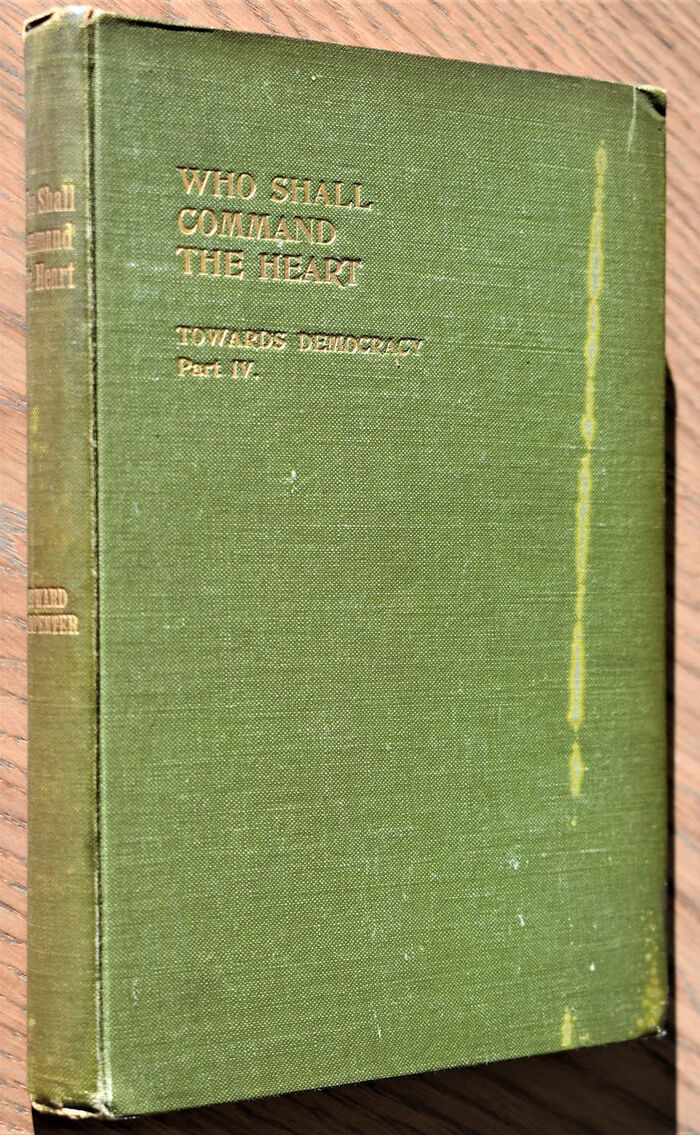 WHO SHALL
COMMAND
THE HEART
TOWARDS DEMOCRACY
Part IV.
Shall
Heart